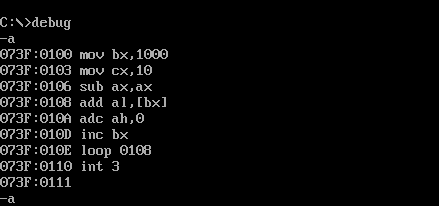 C:\>debug
-a
073F:0100 mov bx,1000
073F:0103 mov cx,10
073F:0106 sub ax,ax
073F:0108 add al,[bx]
073F:010A adc ah,0
073F:010D inc bx
073F:010E loop 0108
073F:0110 int 3
073F:0111
-a